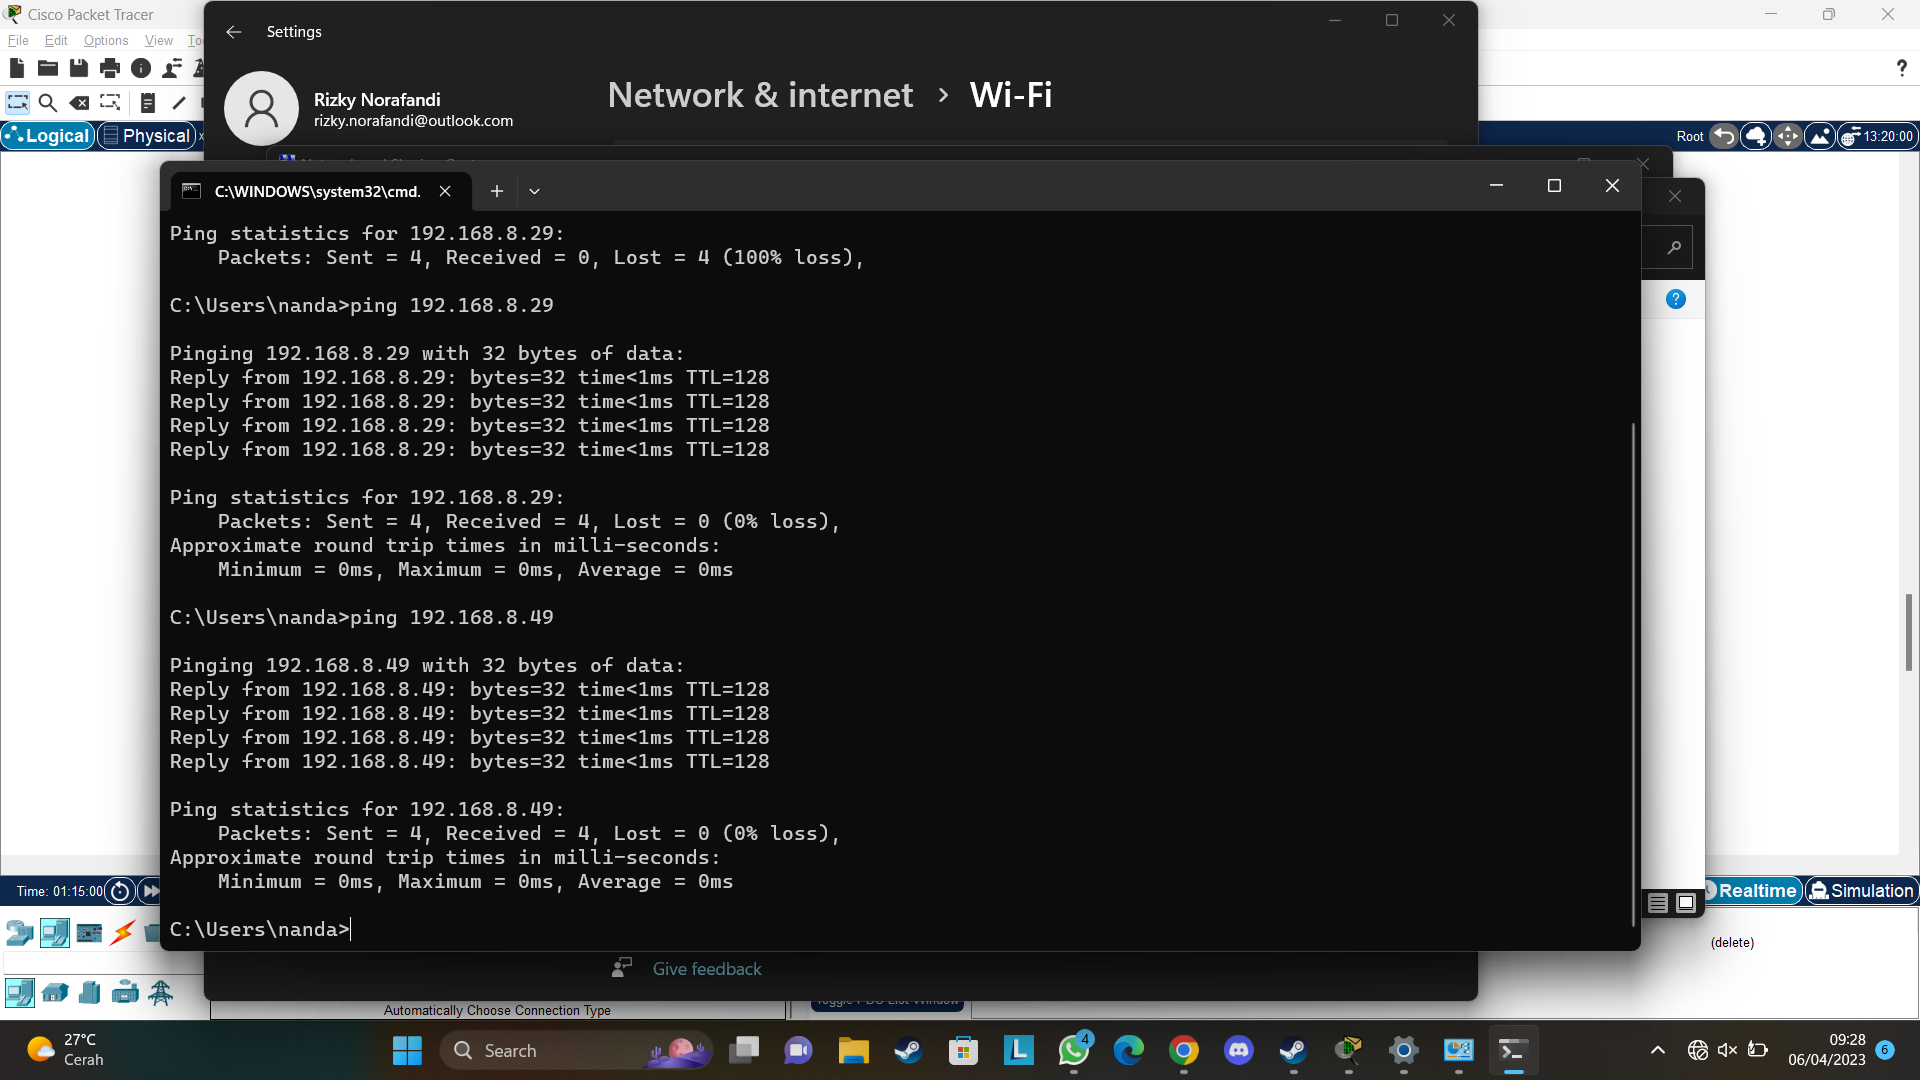 Cisco Packet Tracer
File Edit Options View
Settings
Rizky Norafandi
rizky.norafandi@outlook.com
Network & internet > Wi-Fi
Logical
Physical
Root
13:20:00
C:\WINDOWS\system32\cmd.
Ping statistics for 192.168.8.29:
Packets: Sent = 4, Received = 0, Lost = 4 (100% loss),
C:\Users\nanda>ping 192.168.8.29
Pinging 192.168.8.29 with 32 bytes of data:
Reply from 192.168.8.29: bytes=32 time<1ms TTL=128
Reply from 192.168.8.29: bytes=32 time<1ms TTL=128
Reply from 192.168.8.29: bytes=32 time<1ms TTL=128
Reply from 192.168.8.29: bytes=32 time<1ms TTL=128
Ping statistics for 192.168.8.29:
Packets: Sent = 4, Received = 4, Lost = 0 (0% loss),
Approximate round trip times in milli-seconds:
Minimum = 0ms, Maximum = 0ms, Average = 0ms
C:\Users\nanda>ping 192.168.8.49
Pinging 192.168.8.49 with 32 bytes of data:
Reply from 192.168.8.49: bytes=32 time<1ms TTL=128
Reply from 192.168.8.49: bytes=32 time<1ms TTL=128
Reply from 192.168.8.49: bytes=32 time<1ms TTL=128
Reply from 192.168.8.49: bytes=32 time<1ms TTL=128
Ping statistics for 192.168.8.49:
Packets: Sent = 4, Received = 4, Lost = 0 (0% loss),
Approximate round trip times in milli-seconds:
Minimum = 0ms, Maximum = 0ms, Average = 0ms
C:\Users\nanda>
Time: 01:15:00
Realtime
Simulation
(delete)
Give feedback
Automatically Choose Connection Type
27°C
Cerah
Search
4
09:28
06/04/2023
6